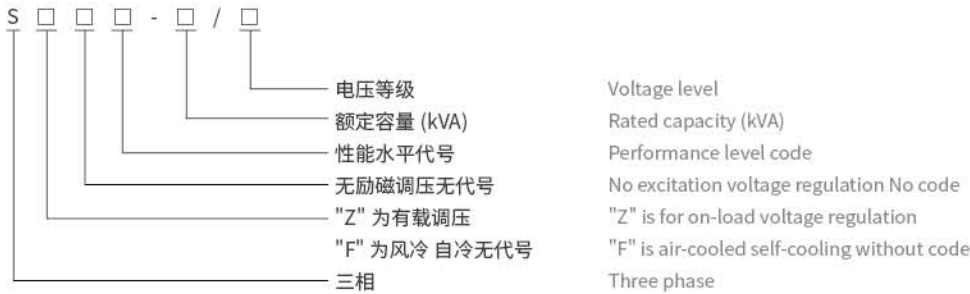 S □ □ □ - □ / □
电压等级 Voltage level
额定容量 (kVA) Rated capacity (kVA)
性能水平代号 Performance level code
无励磁调压无代号 No excitation voltage regulation No code
"Z" 为有载调压 "Z" is for on-load voltage regulation
"F" 为风冷 自冷无代号 "F" is air-cooled self-cooling without code
三相 Three phase